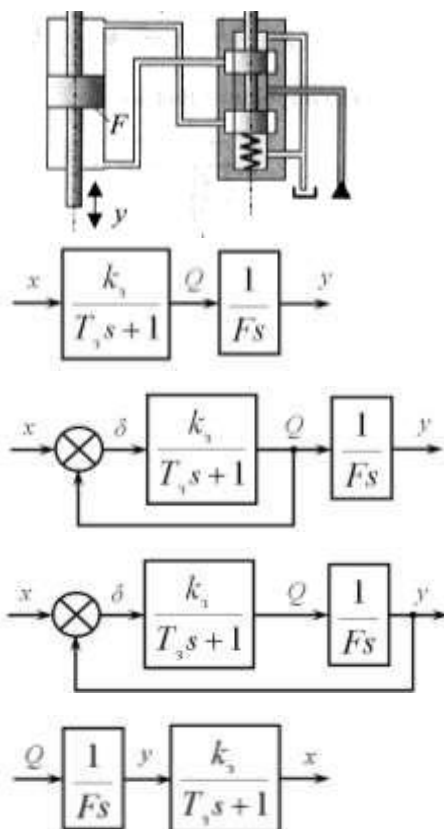 F
y
x k₃ Q 1 y
T₃s + 1 Fs
x δ k₃ Q 1 y
T₃s + 1 Fs
x δ k₃ Q 1 y
T₃s + 1 Fs
Q 1 y k₃ x
Fs T₃s + 1